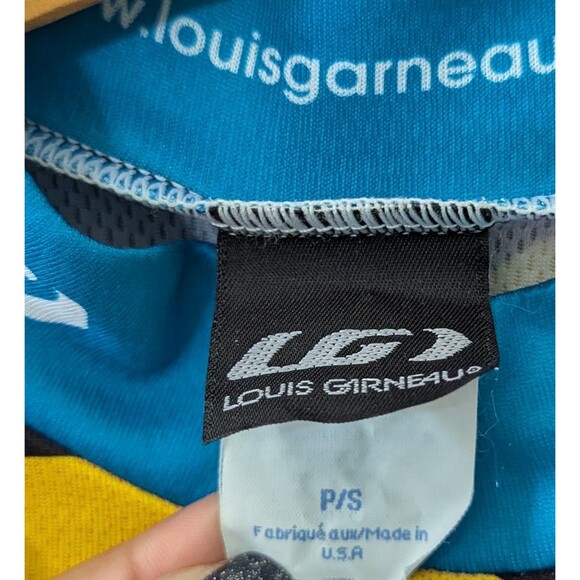 w.louisgarneau
LG
LOUIS GARNEAU®
P/S
Fabriqué aux/Made in
U.S.A